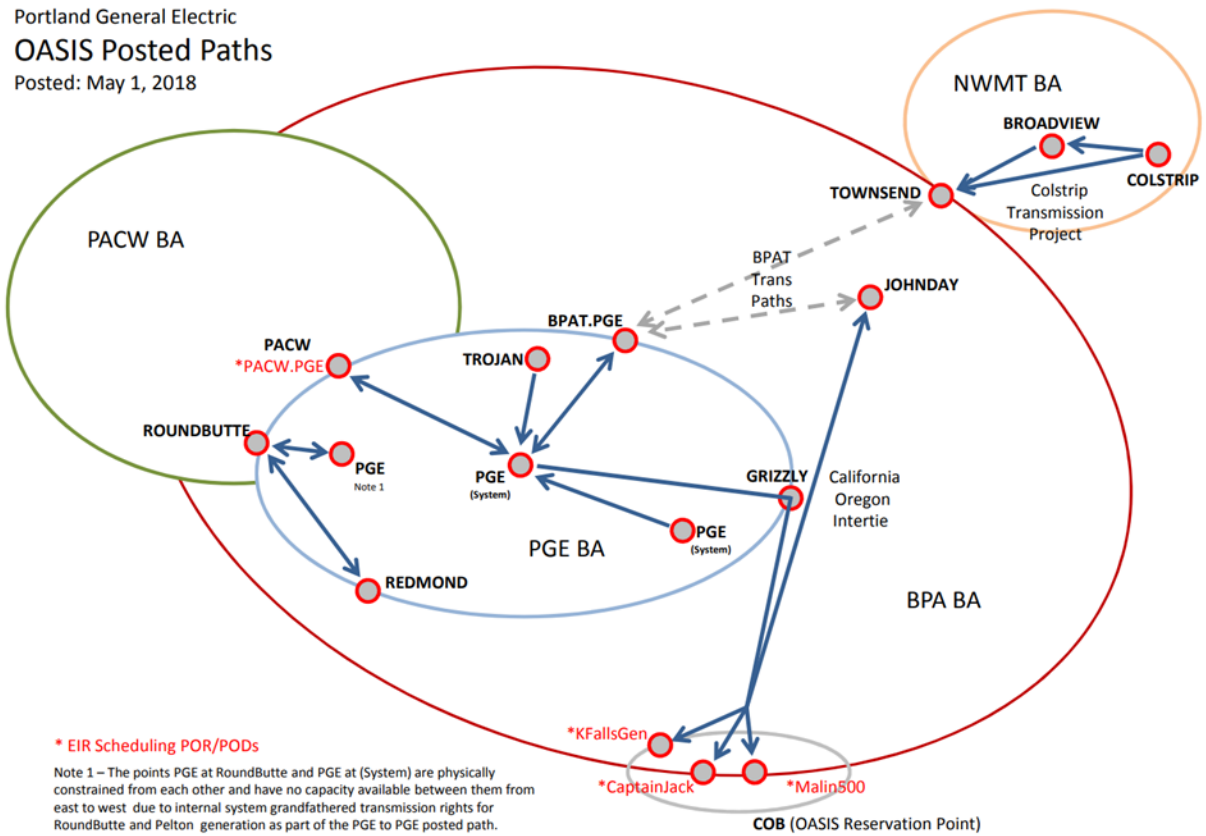 Portland General Electric
OASIS Posted Paths
Posted: May 1, 2018
NWMT BA
BROADVIEW
COLSTRIP
TOWNSEND
Colstrip
Transmission
Project
PACW BA
BPAT
Trans
Paths
JOHNDAY
BPAT.PGE
PACW
*PACW.PGE
TROJAN
ROUNDBUTTE
PGE
Note 1
PGE
(System)
GRIZZLY
California
Oregon
Intertie
PGE
(System)
PGE BA
REDMOND
BPA BA
*KFallsGen
*CaptainJack
*Malin500
COB (OASIS Reservation Point)
* EIR Scheduling POR/PODs
Note 1 – The points PGE at RoundButte and PGE at (System) are physically
constrained from each other and have no capacity available between them from
east to west due to internal system grandfathered transmission rights for
RoundButte and Pelton generation as part of the PGE to PGE posted path.